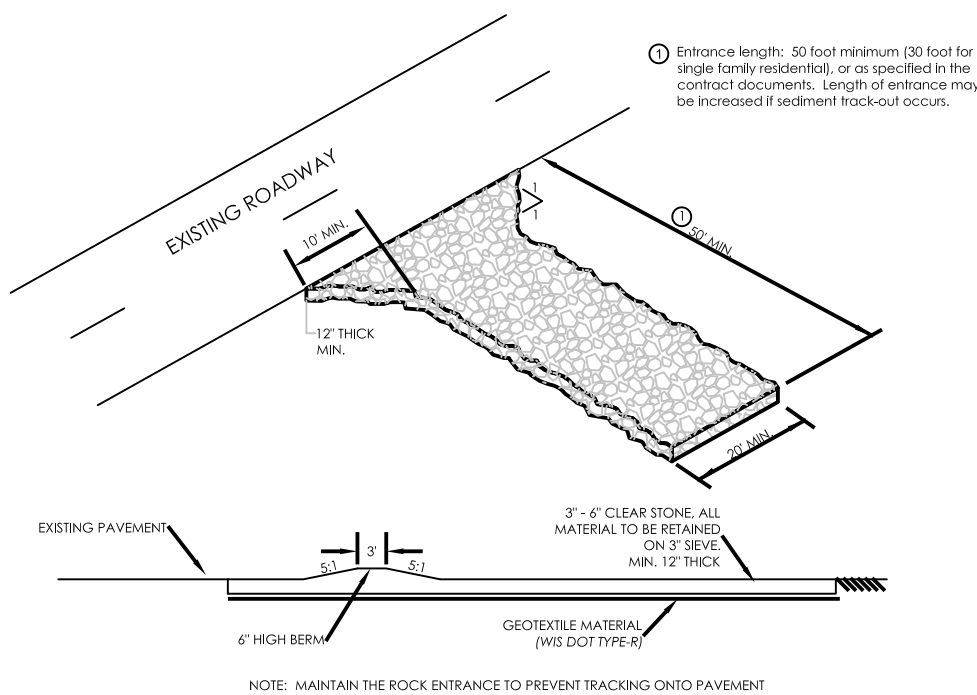 1 Entrance length: 50 foot minimum (30 foot for
single family residential), or as specified in the
contract documents. Length of entrance may
be increased if sediment track-out occurs.
EXISTING ROADWAY
10' MIN.
1
1
1
50' MIN.
12" THICK
MIN.
20' MIN.
EXISTING PAVEMENT
5:1
3'
5:1
3" - 6" CLEAR STONE, ALL
MATERIAL TO BE RETAINED
ON 3" SIEVE.
MIN. 12" THICK
6" HIGH BERM
GEOTEXTILE MATERIAL
(WIS DOT TYPE-R)
NOTE: MAINTAIN THE ROCK ENTRANCE TO PREVENT TRACKING ONTO PAVEMENT